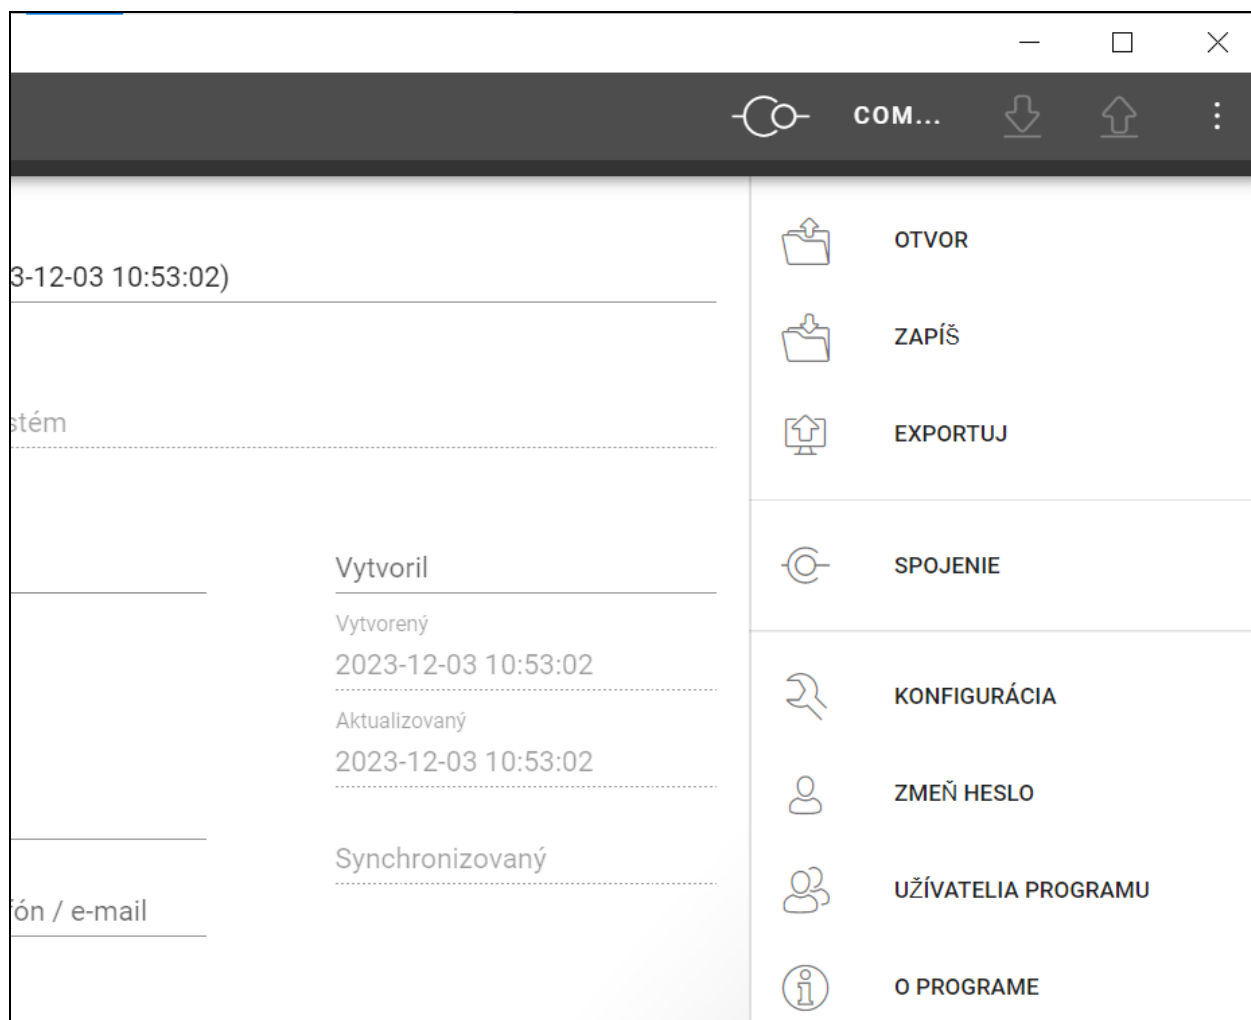 COM...
3-12-03 10:53:02)
stém
Vytvoril
Vytvorený
2023-12-03 10:53:02
Aktualizovaný
2023-12-03 10:53:02
Synchronizovaný
fón / e-mail
OTVOR
ZAPÍŠ
EXPORTUJ
SPOJENIE
KONFIGURÁCIA
ZMEŇ HESLO
UŽÍVATELIA PROGRAMU
O PROGRAME